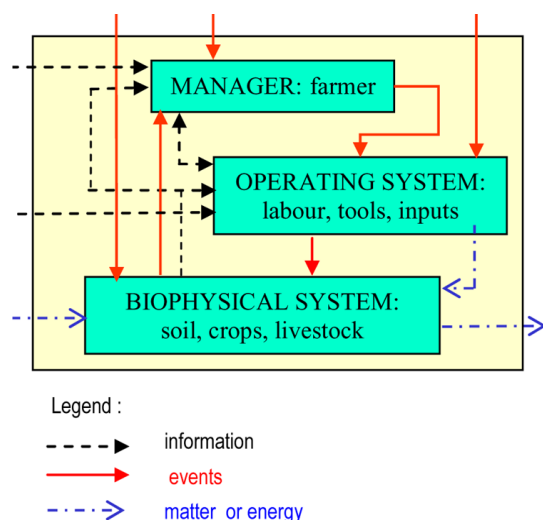 MANAGER: farmer
OPERATING SYSTEM:
labour, tools, inputs
BIOPHYSICAL SYSTEM:
soil, crops, livestock
Legend :
information
events
matter or energy